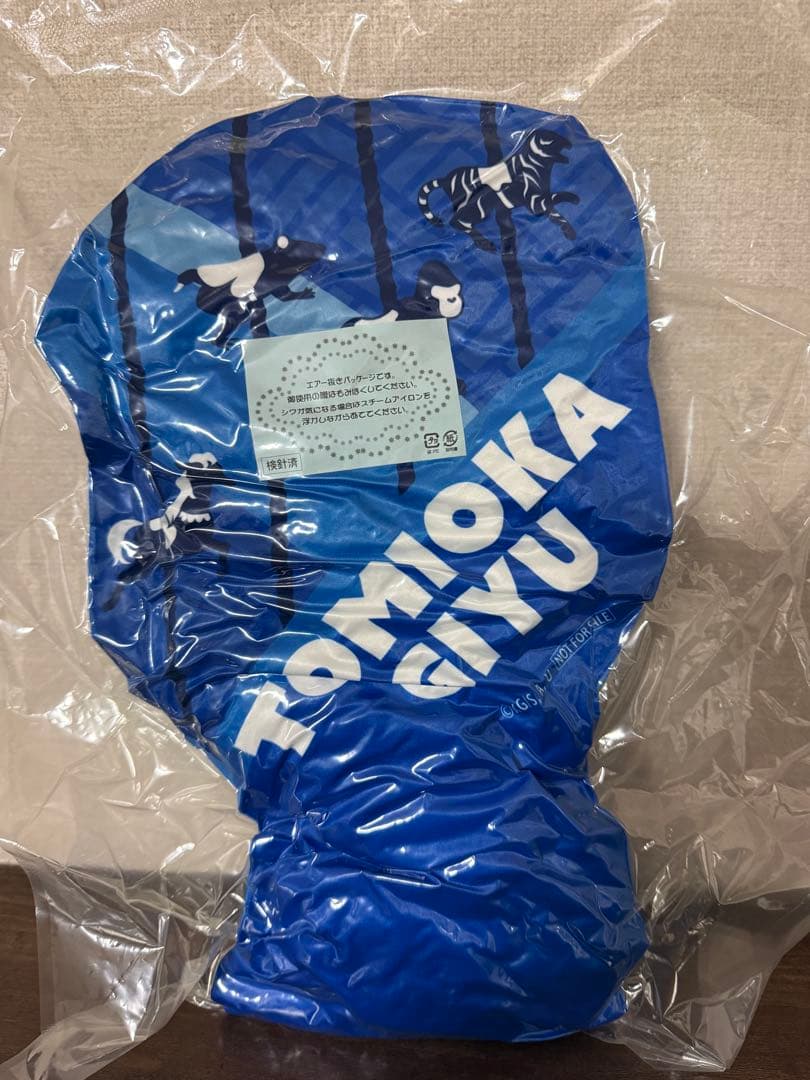 エアー抜きパッケージです。
御使用の際はもみほぐしてください。
シワが気になる場合はスチームアイロンを
浮かしながらあててください。
検針済
TOMIOKA
GIYU
NOT FOR SALE